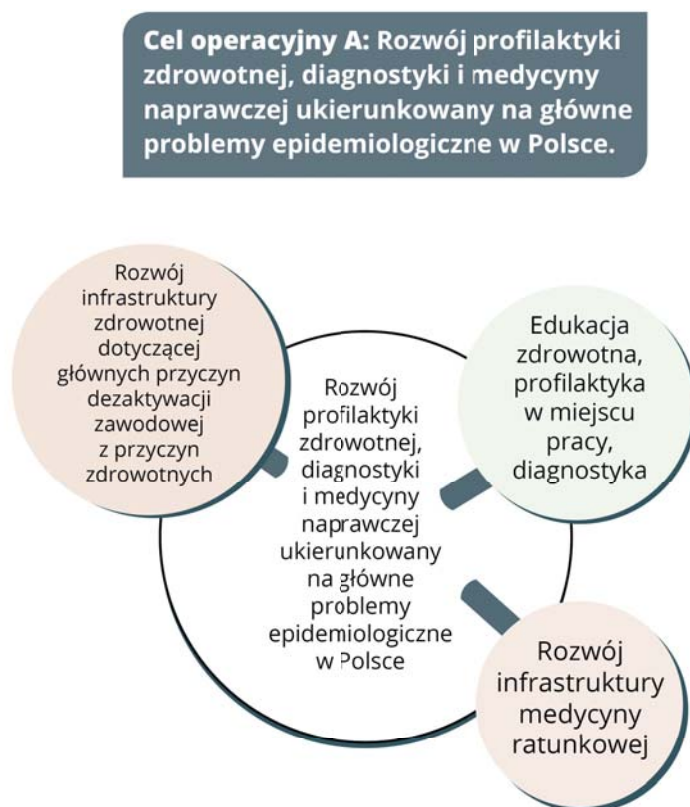 Cel operacyjny A: Rozwój profilaktyki
zdrowotnej, diagnostyki i medycyny
naprawczej ukierunkowany na główne
problemy epidemiologiczne w Polsce.
Rozwój
infrastruktury
zdrowotnej
dotyczącej
głównych przyczyn
dezaktywacji
zawodowej
z przyczyn
zdrowotnych
Rozwój
profilaktyki
zdrowotnej,
diagnostyki
i medycyny
naprawczej
ukierunkowany
na główne
problemy
epidemiologiczne
w Polsce
Edukacja
zdrowotna,
profilaktyka
w miejscu
pracy,
diagnostyka
Rozwój
infrastruktury
medycyny
ratunkowej